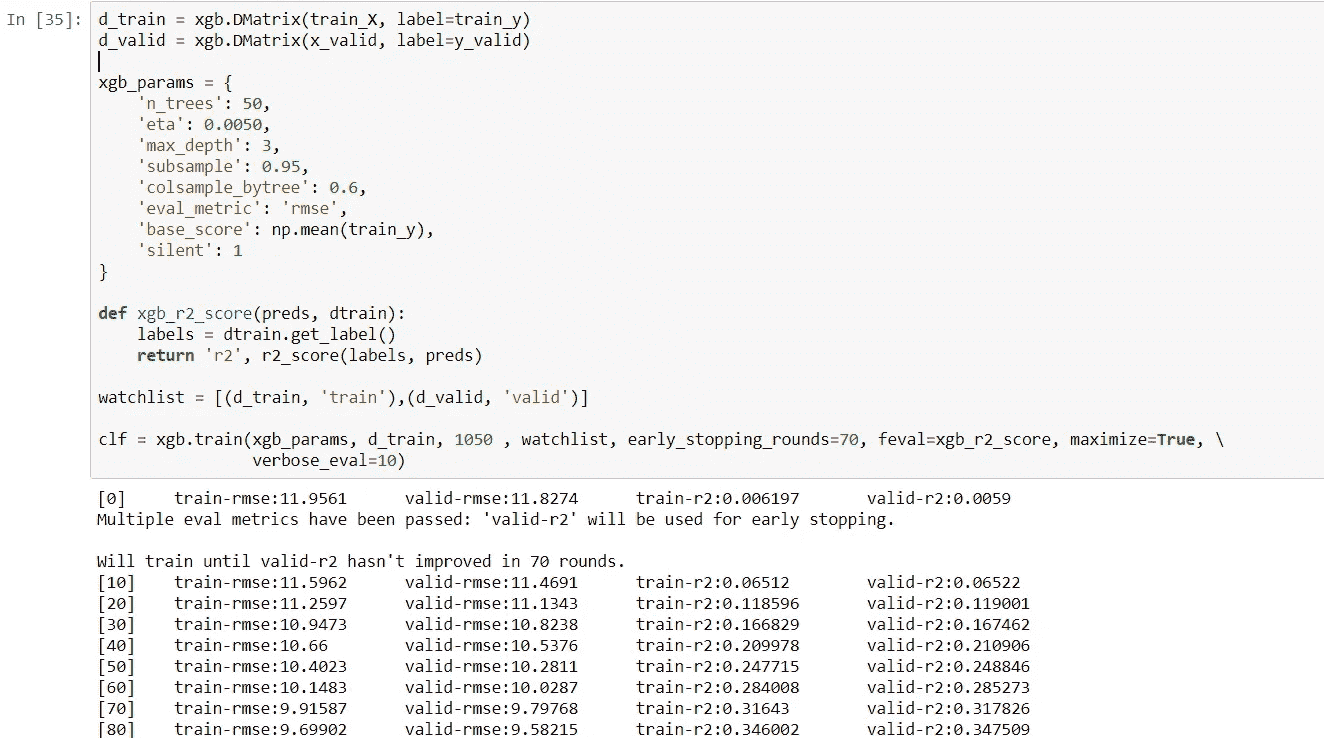 In [35]: d_train = xgb.DMatrix(train_X, label=train_y)
d_valid = xgb.DMatrix(x_valid, label=y_valid)
xgb_params = {
    'n_trees': 50,
    'eta': 0.0050,
    'max_depth': 3,
    'subsample': 0.95,
    'colsample_bytree': 0.6,
    'eval_metric': 'rmse',
    'base_score': np.mean(train_y),
    'silent': 1
}
def xgb_r2_score(preds, dtrain):
    labels = dtrain.get_label()
    return 'r2', r2_score(labels, preds)
watchlist = [(d_train, 'train'),(d_valid, 'valid')]
clf = xgb.train(xgb_params, d_train, 1050 , watchlist, early_stopping_rounds=70, feval=xgb_r2_score, maximize=True, \
                verbose_eval=10)
[0]	train-rmse:11.9561	valid-rmse:11.8274	train-r2:0.006197	valid-r2:0.0059
Multiple eval metrics have been passed: 'valid-r2' will be used for early stopping.
Will train until valid-r2 hasn't improved in 70 rounds.
[10]	train-rmse:11.5962	valid-rmse:11.4691	train-r2:0.06512	valid-r2:0.06522
[20]	train-rmse:11.2597	valid-rmse:11.1343	train-r2:0.118596	valid-r2:0.119001
[30]	train-rmse:10.9473	valid-rmse:10.8238	train-r2:0.166829	valid-r2:0.167462
[40]	train-rmse:10.66	valid-rmse:10.5376	train-r2:0.209978	valid-r2:0.210906
[50]	train-rmse:10.4023	valid-rmse:10.2811	train-r2:0.247715	valid-r2:0.248846
[60]	train-rmse:10.1483	valid-rmse:10.0287	train-r2:0.284008	valid-r2:0.285273
[70]	train-rmse:9.91587	valid-rmse:9.79768	train-r2:0.31643	valid-r2:0.317826
[80]	train-rmse:9.69902	valid-rmse:9.58215	train-r2:0.346002	valid-r2:0.347509